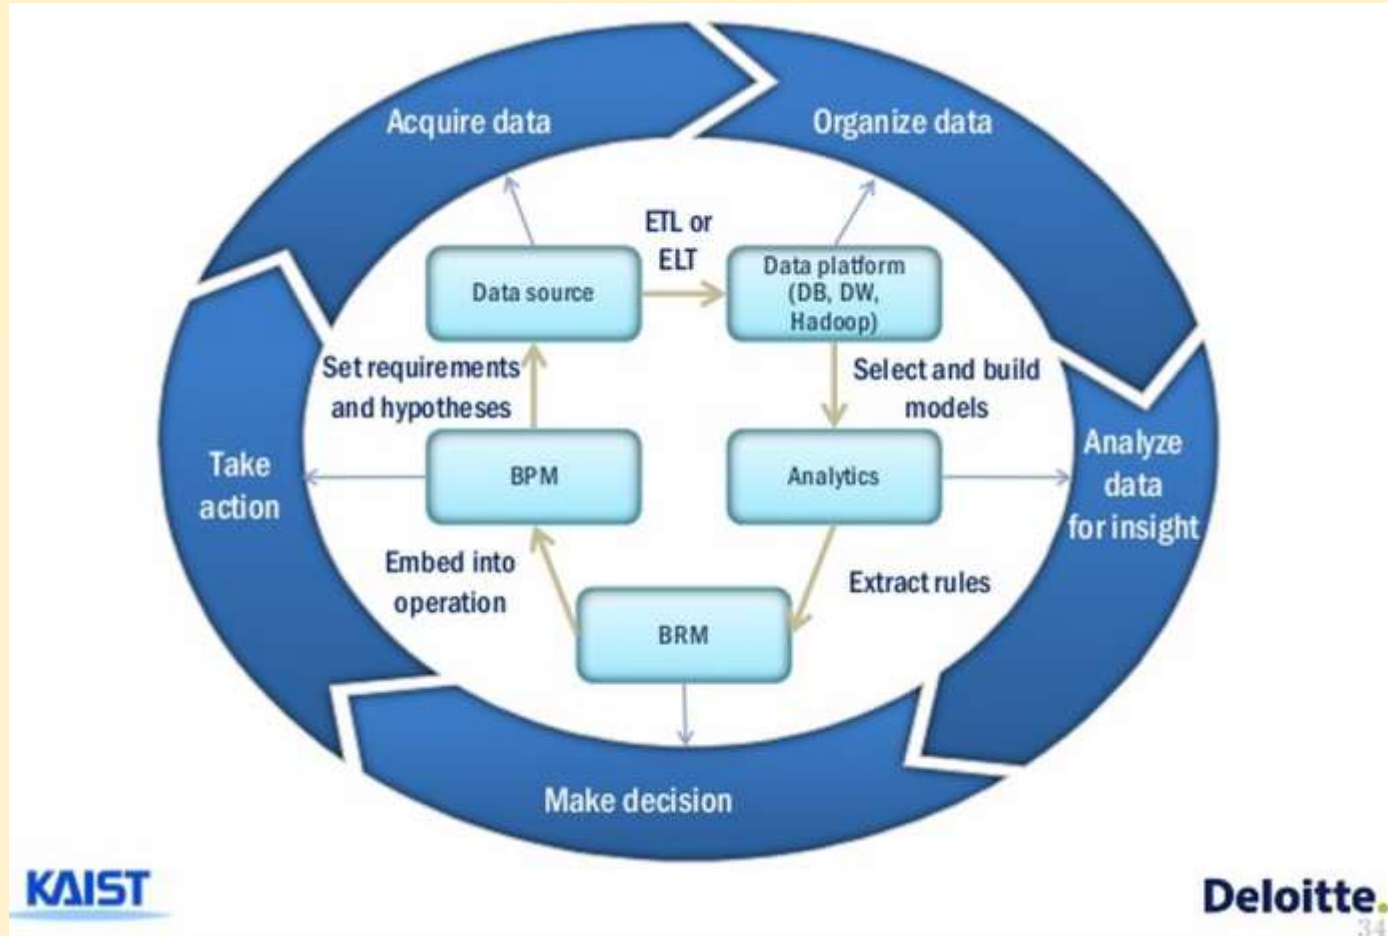 Acquire data
Organize data
ETL or
ELT
Data source
Data platform
(DB, DW,
Hadoop)
Set requirements
and hypotheses
Select and build
models
Take
action
BPM
Analytics
Analyze
data
for insight
Embed into
operation
Extract rules
BRM
Make decision
KAIST
Deloitte.
34